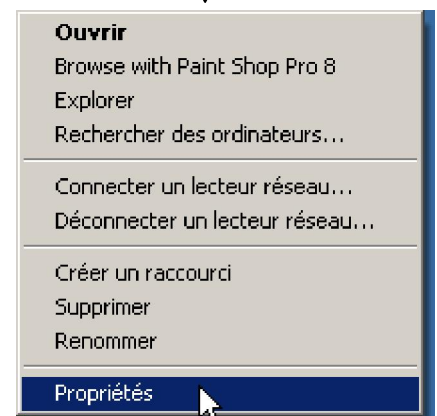 Ouvrir
Browse with Paint Shop Pro 8
Explorer
Rechercher des ordinateurs...
Connecter un lecteur réseau...
Déconnecter un lecteur réseau...
Créer un raccourci
Supprimer
Renommer
Propriétés